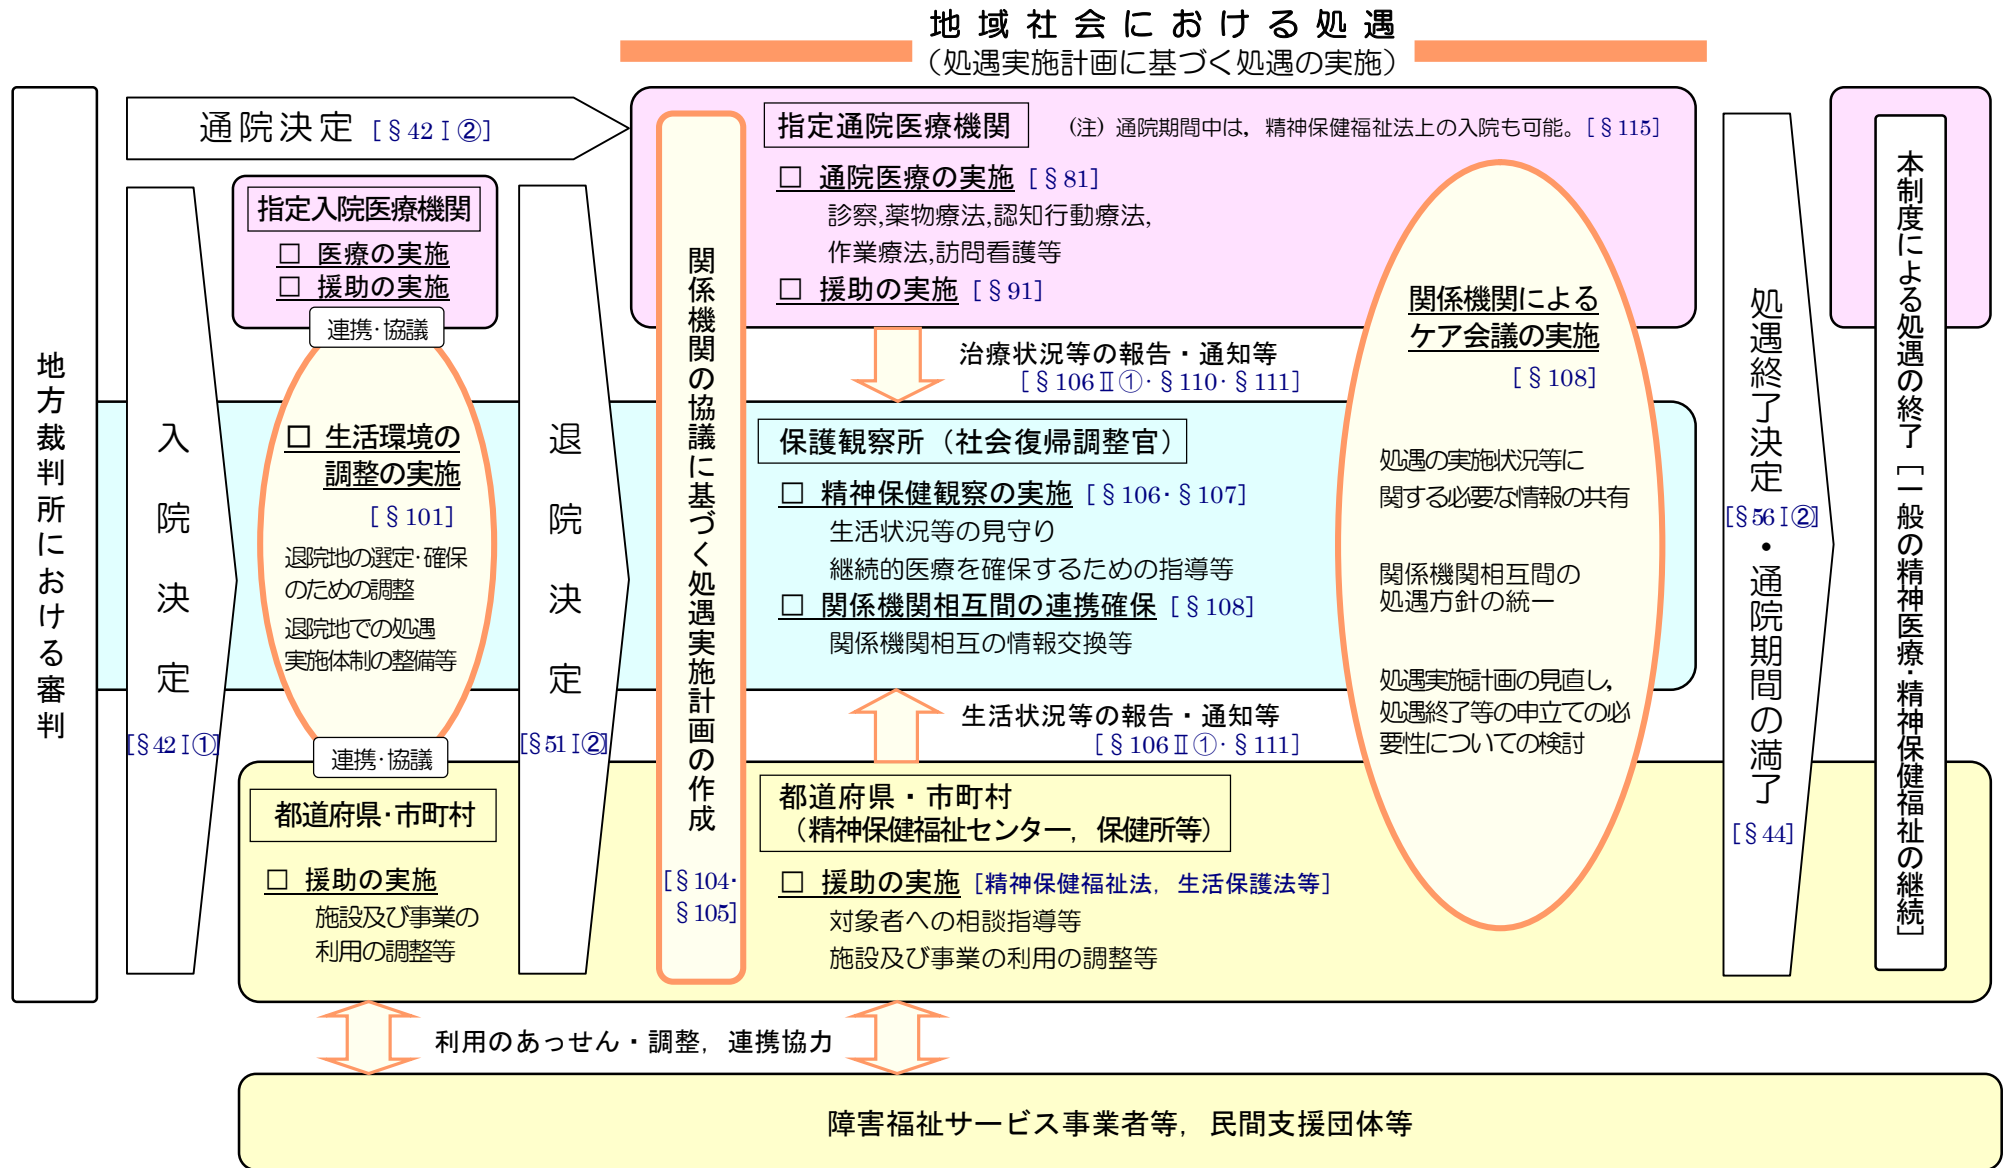 地域社会における処遇
（処遇実施計画に基づく処遇の実施）
地方裁判所における審判
通院決定 [§42Ⅰ②]
入院決定
[§42Ⅰ①]
指定入院医療機関
□ 医療の実施
□ 援助の実施
連携･協議
□ 生活環境の
調整の実施
[§101]
退院地の選定･確保
のための調整
退院地での処遇
実施体制の整備等
連携･協議
都道府県･市町村
□ 援助の実施
施設及び事業の
利用の調整等
退院決定
[§51Ⅰ②]
関係機関の協議に基づく処遇実施計画の作成
[§104･
§105]
指定通院医療機関
(注) 通院期間中は，精神保健福祉法上の入院も可能。[§115]
□ 通院医療の実施 [§81]
診察,薬物療法,認知行動療法,
作業療法,訪問看護等
□ 援助の実施 [§91]
治療状況等の報告・通知等
[§106Ⅱ①･§110･§111]
保護観察所（社会復帰調整官）
□ 精神保健観察の実施 [§106･§107]
生活状況等の見守り
継続的医療を確保するための指導等
□ 関係機関相互間の連携確保 [§108]
関係機関相互の情報交換等
生活状況等の報告・通知等
[§106Ⅱ①･§111]
都道府県・市町村
（精神保健福祉センター，保健所等）
□ 援助の実施 [精神保健福祉法，生活保護法等]
対象者への相談指導等
施設及び事業の利用の調整等
関係機関による
ケア会議の実施
[§108]
処遇の実施状況等に
関する必要な情報の共有
関係機関相互間の
処遇方針の統一
処遇実施計画の見直し，
処遇終了等の申立ての必
要性についての検討
処遇終了決定
[§56Ⅰ②]
・通院期間の満了
[§44]
本制度による処遇の終了［一般の精神医療･精神保健福祉の継続］
利用のあっせん・調整，連携協力
障害福祉サービス事業者等，民間支援団体等